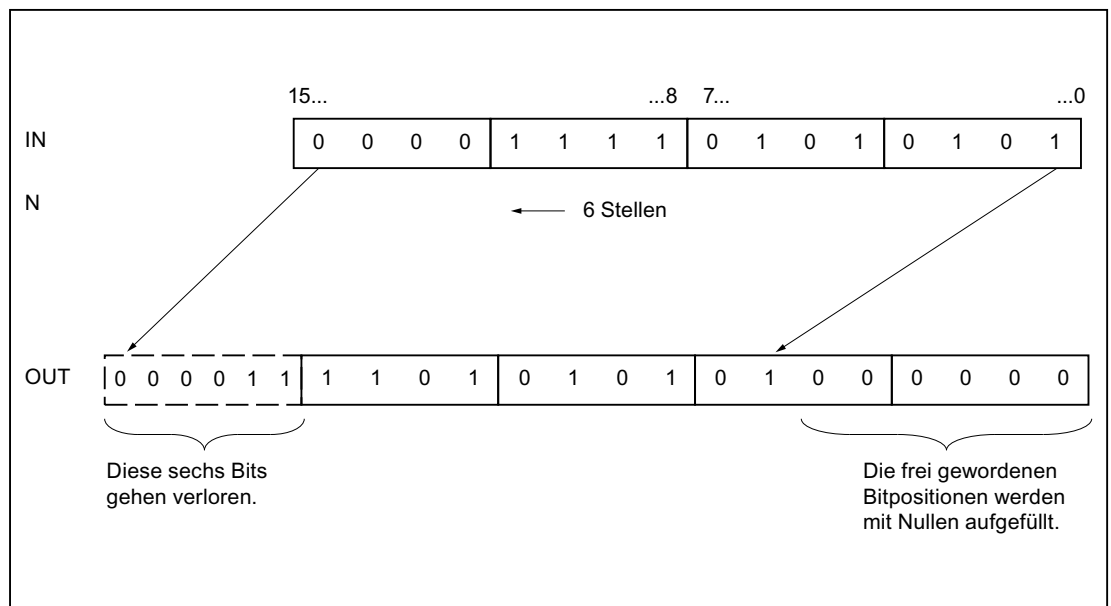 15... ...8 7... ...0
IN 0 0 0 0 1 1 1 1 0 1 0 1 0 1 0 1
N 6 Stellen
OUT 0 0 0 0 1 1 1 1 0 1 0 1 0 1 0 1 0 0 0 0 0 0
Diese sechs Bits
gehen verloren.
Die frei gewordenen
Bitpositionen werden
mit Nullen aufgefüllt.